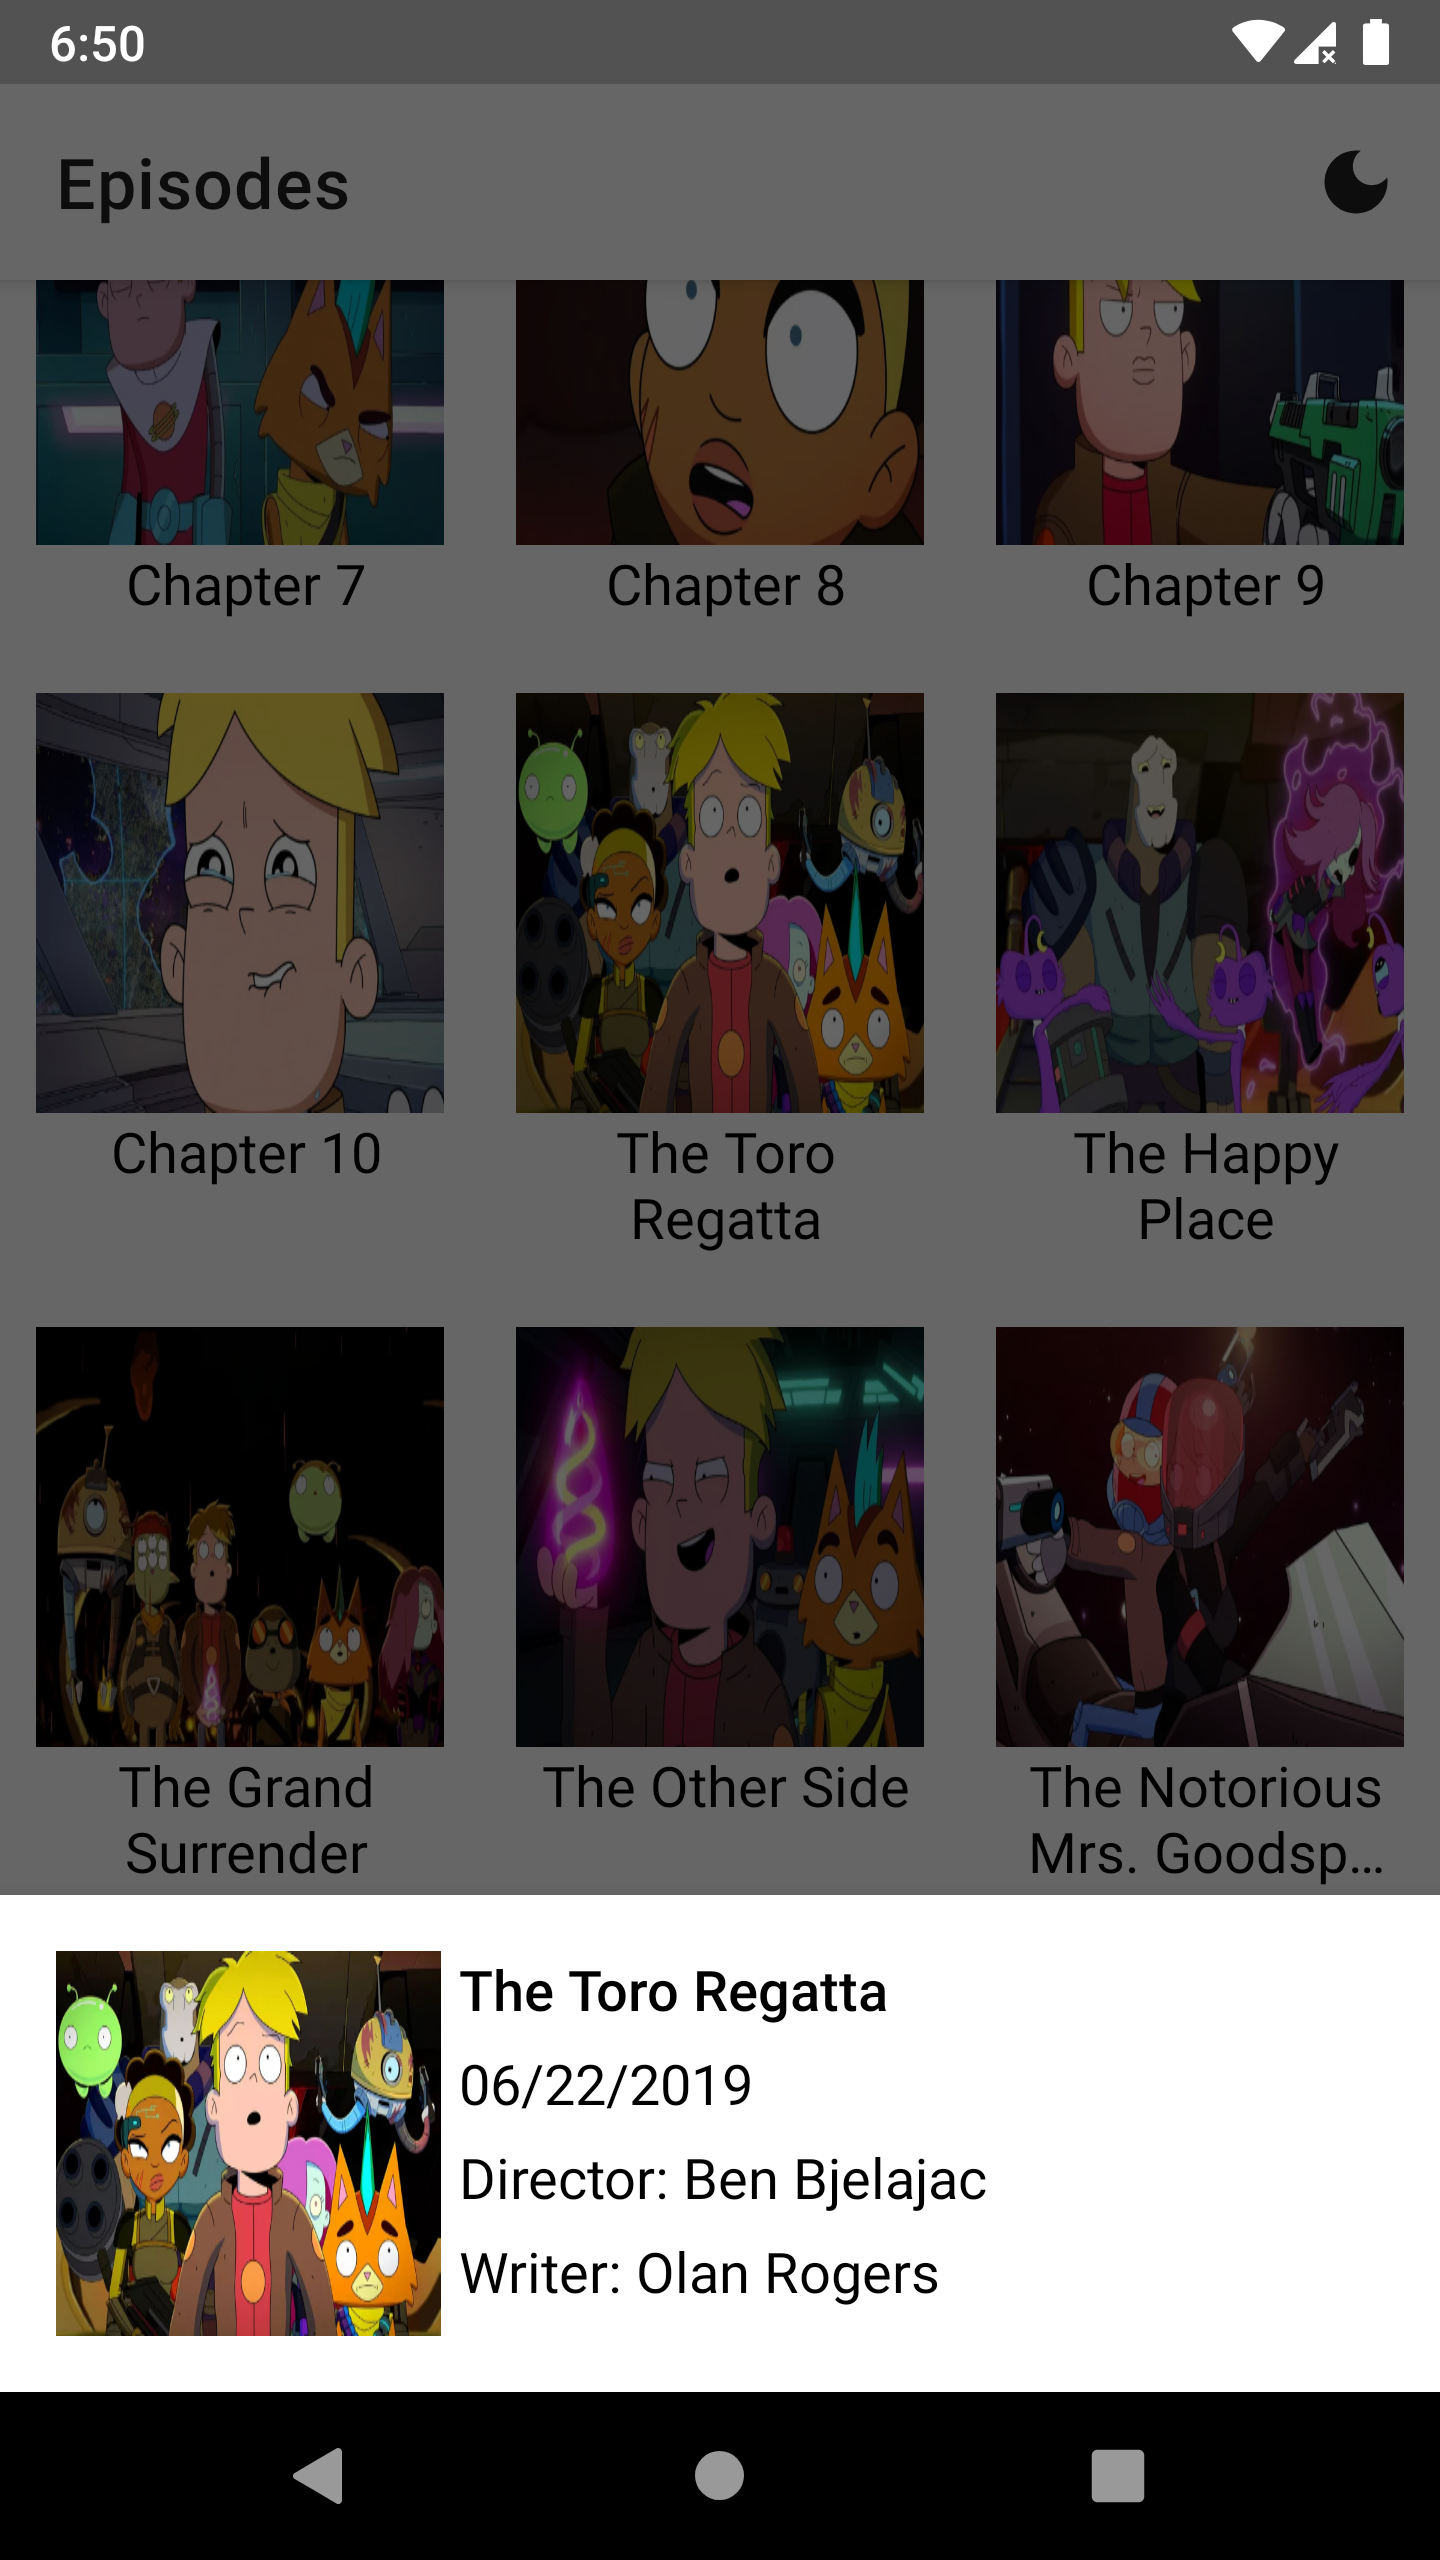 6:50
Episodes
Chapter 7
Chapter 8
Chapter 9
Chapter 10
The Toro
Regatta
The Happy
Place
The Grand
Surrender
The Other Side
The Notorious
Mrs. Goodsp...
The Toro Regatta
06/22/2019
Director: Ben Bjelajac
Writer: Olan Rogers